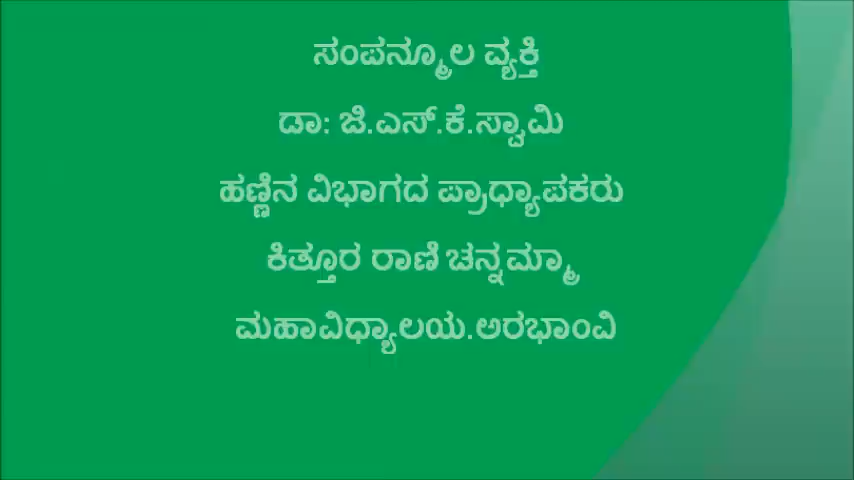 ಸಂಪನ್ಮೂಲ ವ್ಯಕ್ತಿ
ಡಾ: ಜಿ.ಎಸ್.ಕೆ.ಸ್ವಾಮಿ
ಹಣ್ಣಿನ ವಿಭಾಗದ ಪ್ರಾಧ್ಯಾಪಕರು
ಕಿತ್ತೂರ ರಾಣಿ ಚನ್ನಮ್ಮಾ
ಮಹಾವಿಧ್ಯಾಲಯ.ಅರಭಾಂವಿ